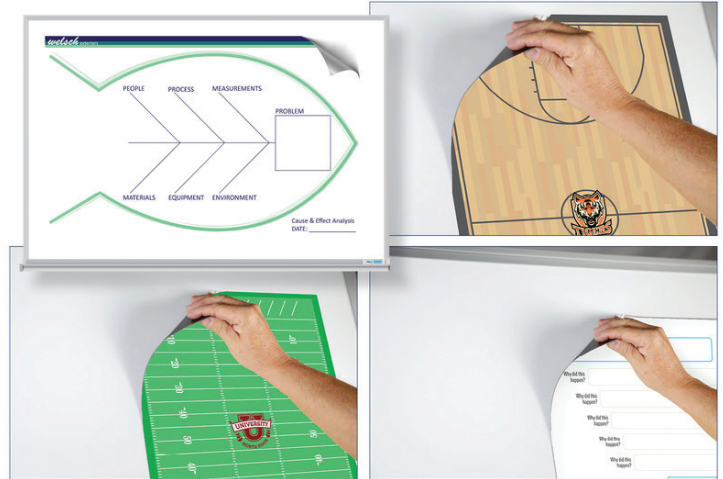 welsch
PEOPLE PROCESS MEASUREMENTS
PROBLEM
MATERIALS EQUIPMENT ENVIRONMENT
Cause & Effect Analysis
DATE:
TIGERS
UNIVERSITY
Why did this
happen?
Why did this
happen?
Why did this
happen?
Why did this
happen?
Why did this
happen?